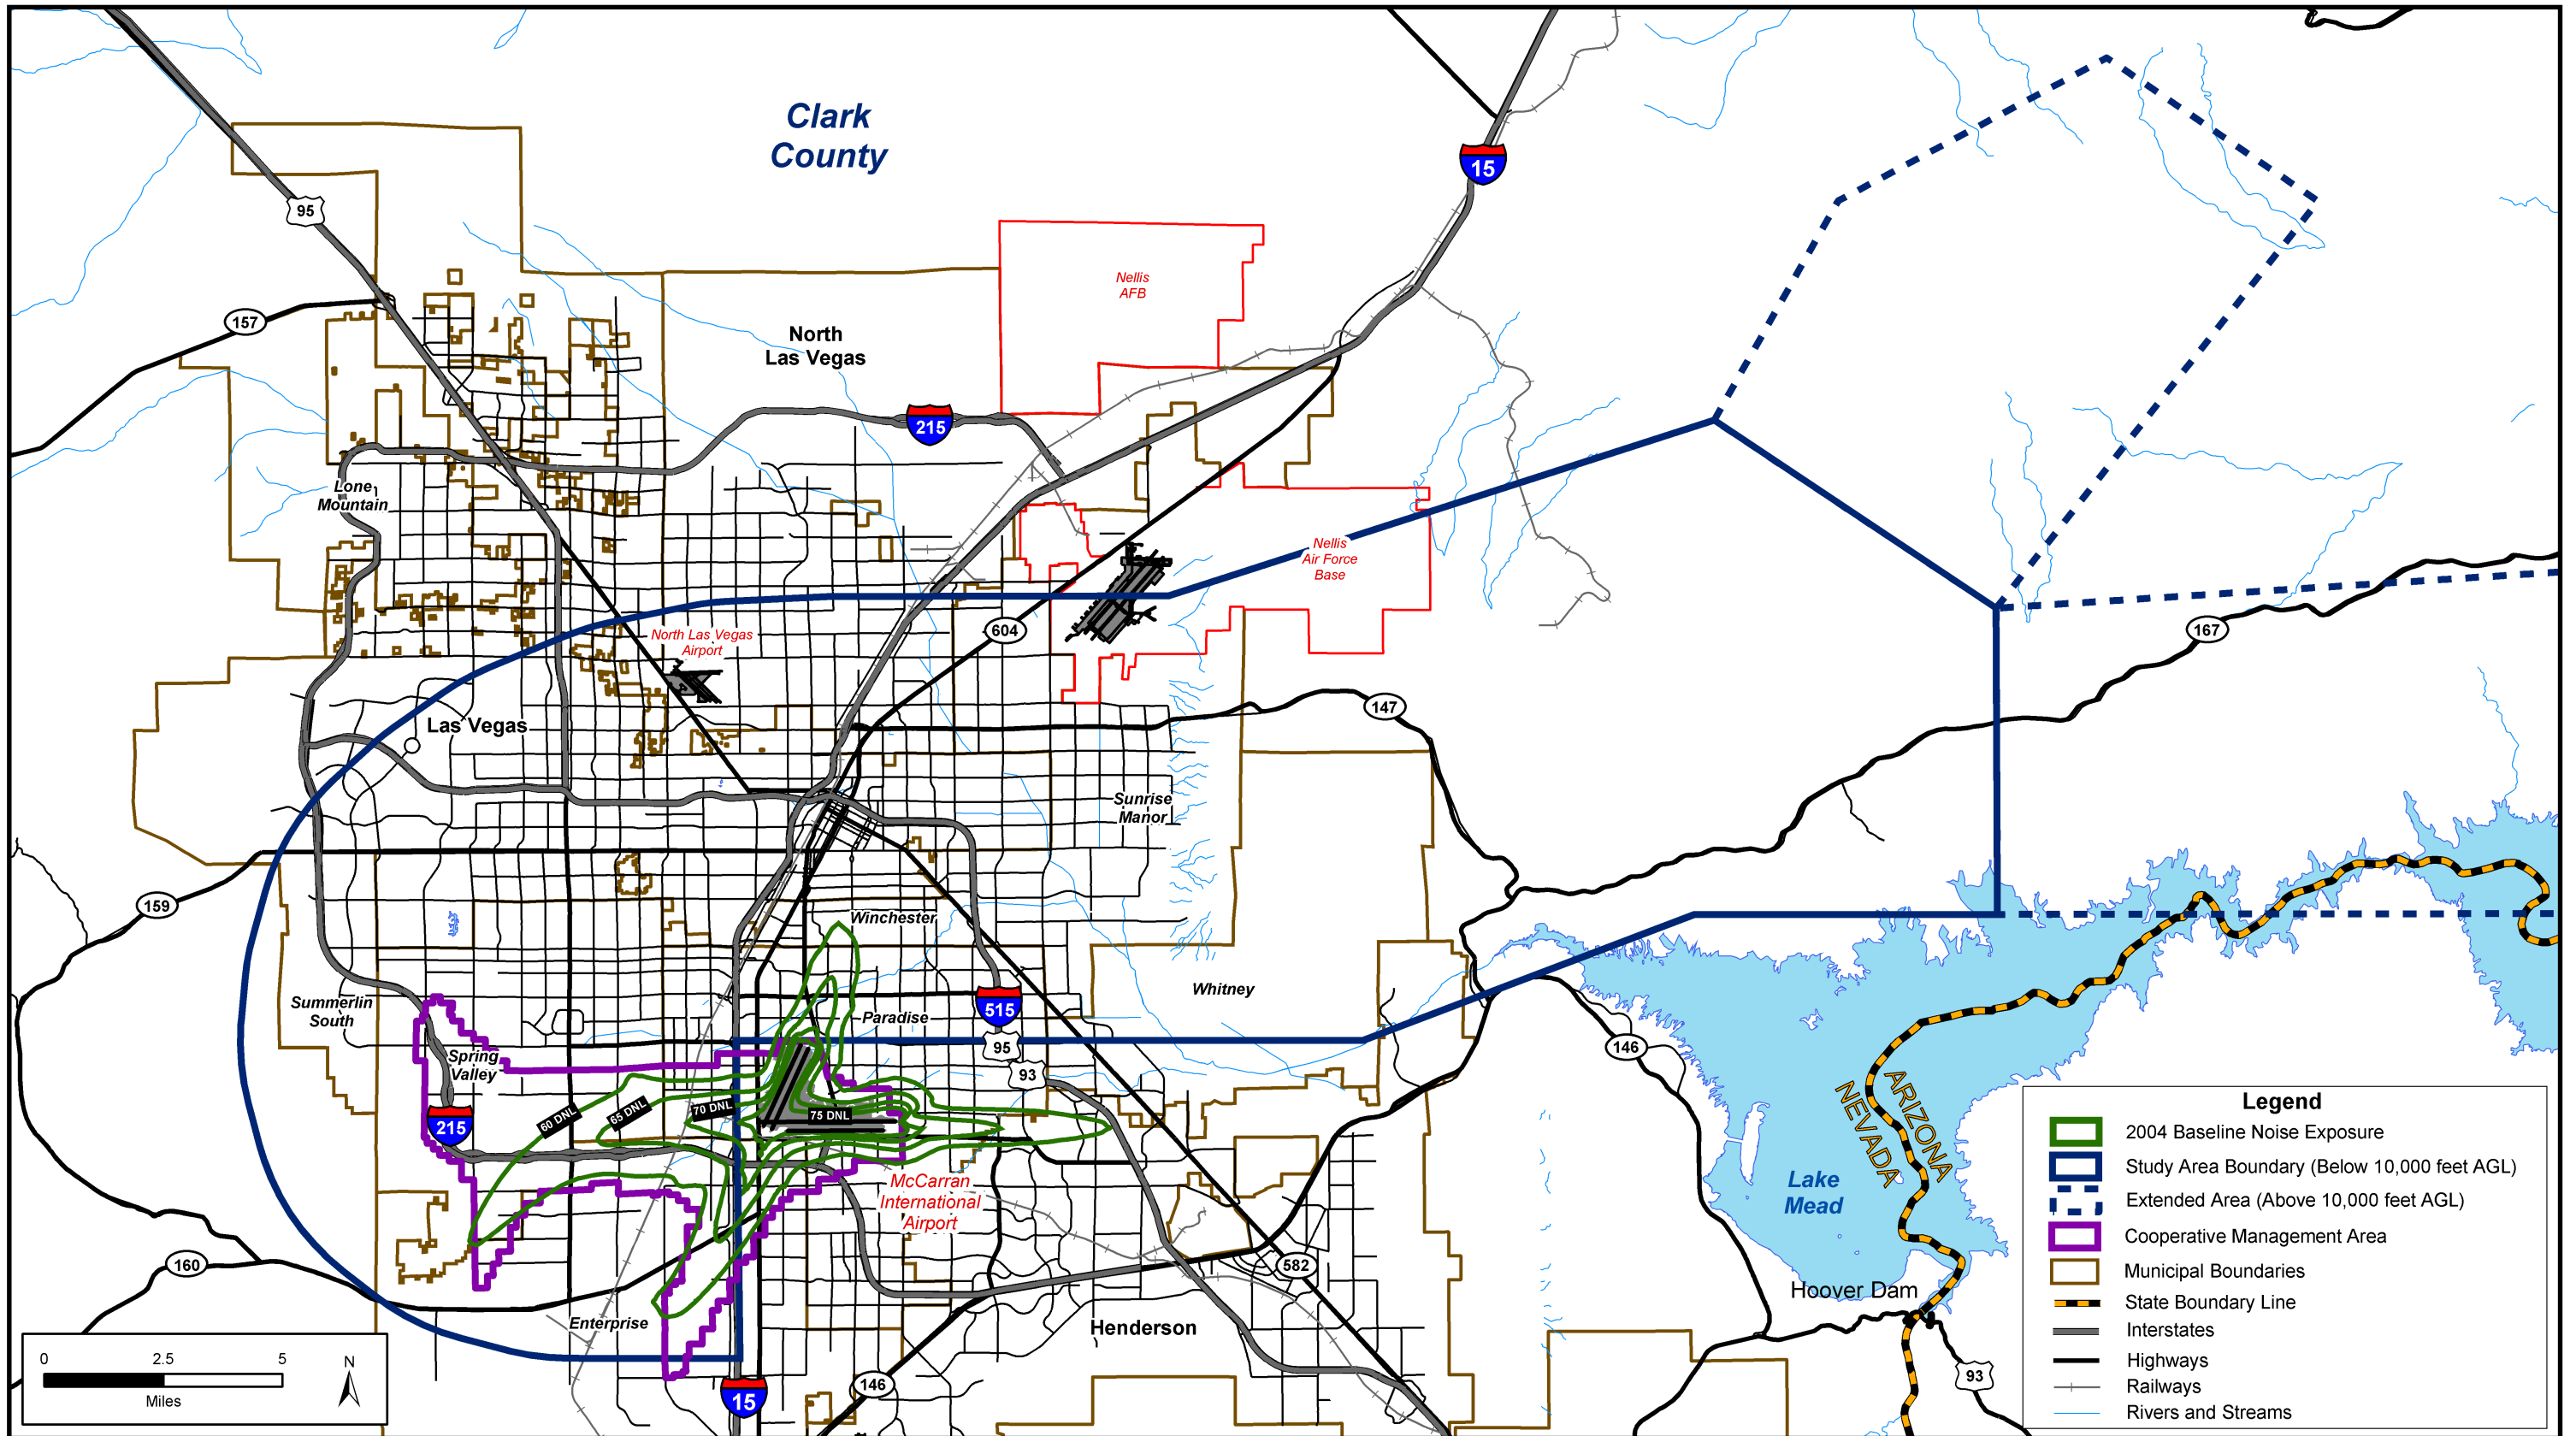 Clark
County
15
95
Nellis
AFB
157
North
Las Vegas
215
Lone
Mountain
Nellis
Air Force
Base
604
North Las Vegas
Airport
167
147
Las Vegas
Sunrise
Manor
159
Winchester
Whitney
Summerlin
South
515
Paradise
95
146
Spring
Valley
93
ARIZONA
NEVADA
60 DNL
65 DNL
70 DNL
75 DNL
215
Lake
Mead
McCarran
International
Airport
160
582
Hoover Dam
Enterprise
Henderson
93
146
15
0 2.5 5
Miles
N
Legend
2004 Baseline Noise Exposure
Study Area Boundary (Below 10,000 feet AGL)
Extended Area (Above 10,000 feet AGL)
Cooperative Management Area
Municipal Boundaries
State Boundary Line
Interstates
Highways
Railways
Rivers and Streams